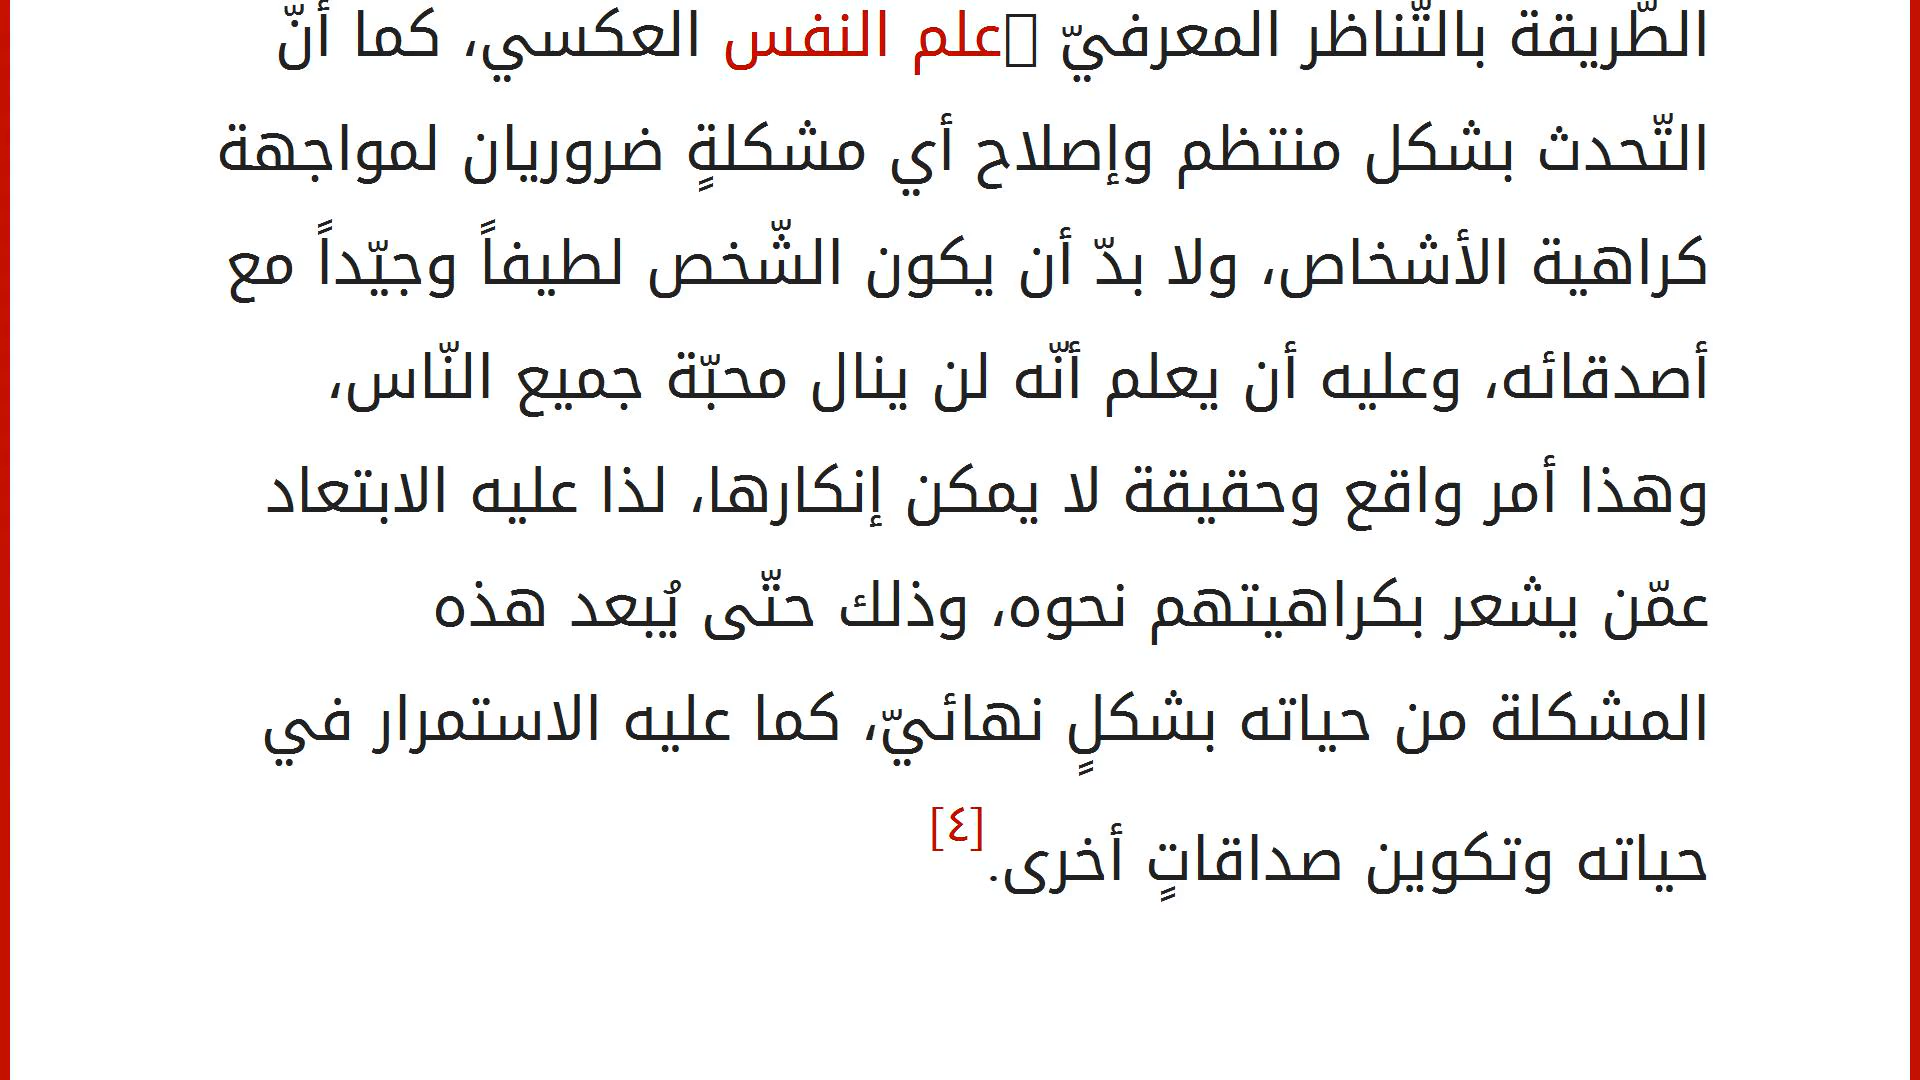 الطّريقة بالتّناظر المعرفيّ علم النفس العكسي، كما أنّ
التّحدث بشكل منتظم وإصلاح أي مشكلةٍ ضروريان لمواجهة
كراهية الأشخاص، ولا بدّ أن يكون الشّخص لطيفاً وجيّداً مع
أصدقائه، وعليه أن يعلم أنّه لن ينال محبّة جميع النّاس،
وهذا أمر واقع وحقيقة لا يمكن إنكارها، لذا عليه الابتعاد
عمّن يشعر بكراهيتهم نحوه، وذلك حتّى يُبعد هذه
المشكلة من حياته بشكلٍ نهائيّ، كما عليه الاستمرار في
حياته وتكوين صداقاتٍ أخرى.[٤]